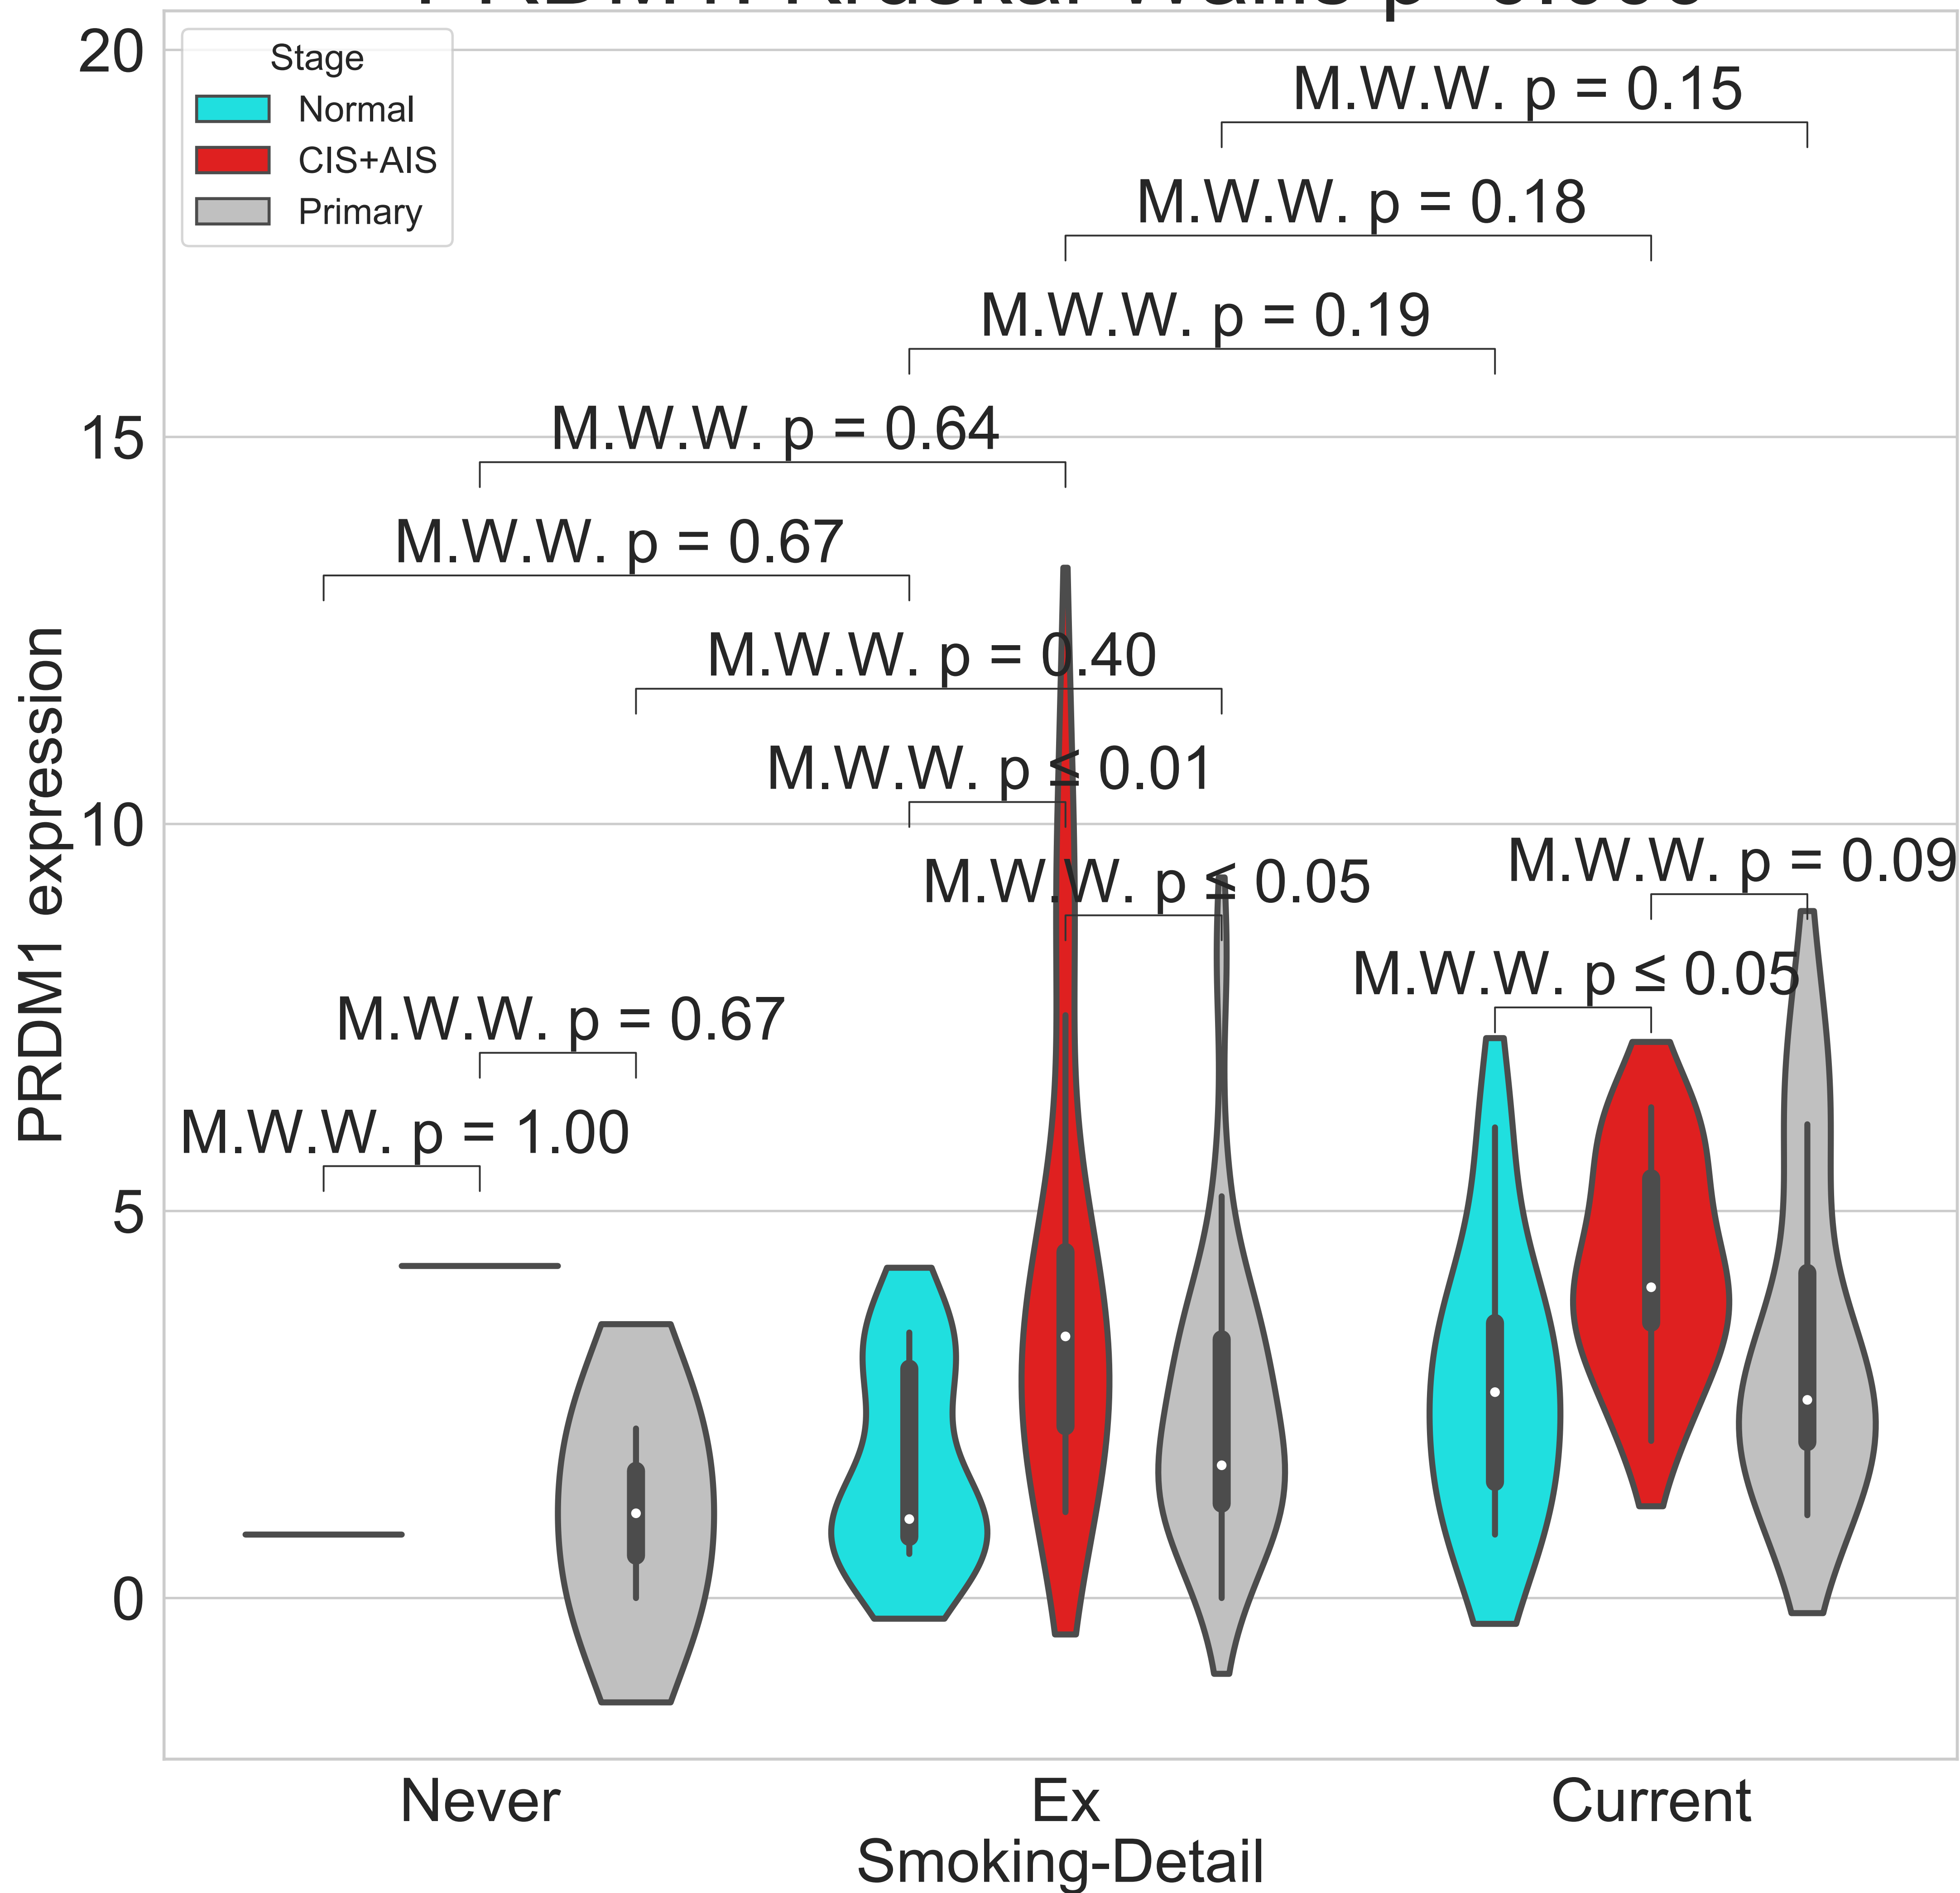 20
15
10
5
0
PRDM1 expression
Stage
Normal
CIS+AIS
Primary
M.W.W. p = 0.15
M.W.W. p = 0.18
M.W.W. p = 0.19
M.W.W. p = 0.64
M.W.W. p = 0.67
M.W.W. p = 0.40
M.W.W. p ≤ 0.01
M.W.W. p ≤ 0.05
M.W.W. p = 0.09
M.W.W. p ≤ 0.05
M.W.W. p = 0.67
M.W.W. p = 1.00
Never
Ex
Current
Smoking-Detail